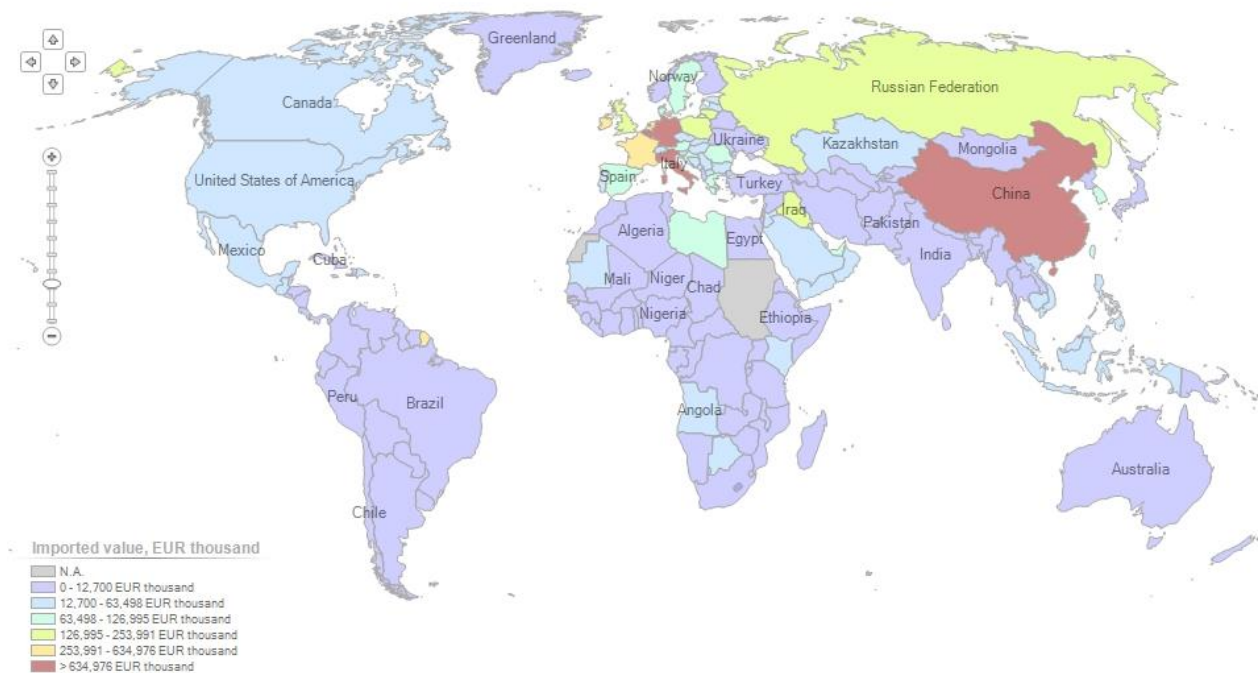 Greenland
Norway
Russian Federation
Canada
Ukraine
Kazakhstan
Mongolia
Italy
Spain
United States of America
Turkey
China
Iraq
Pakistan
Algeria
Egypt
Mexico
India
Cuba
Mali
Niger
Chad
Nigeria
Ethiopia
Peru
Brazil
Angola
Australia
Chile
Imported value, EUR thousand
N.A.
0 - 12,700 EUR thousand
12,700 - 63,498 EUR thousand
63,498 - 126,995 EUR thousand
126,995 - 253,991 EUR thousand
253,991 - 634,976 EUR thousand
> 634,976 EUR thousand